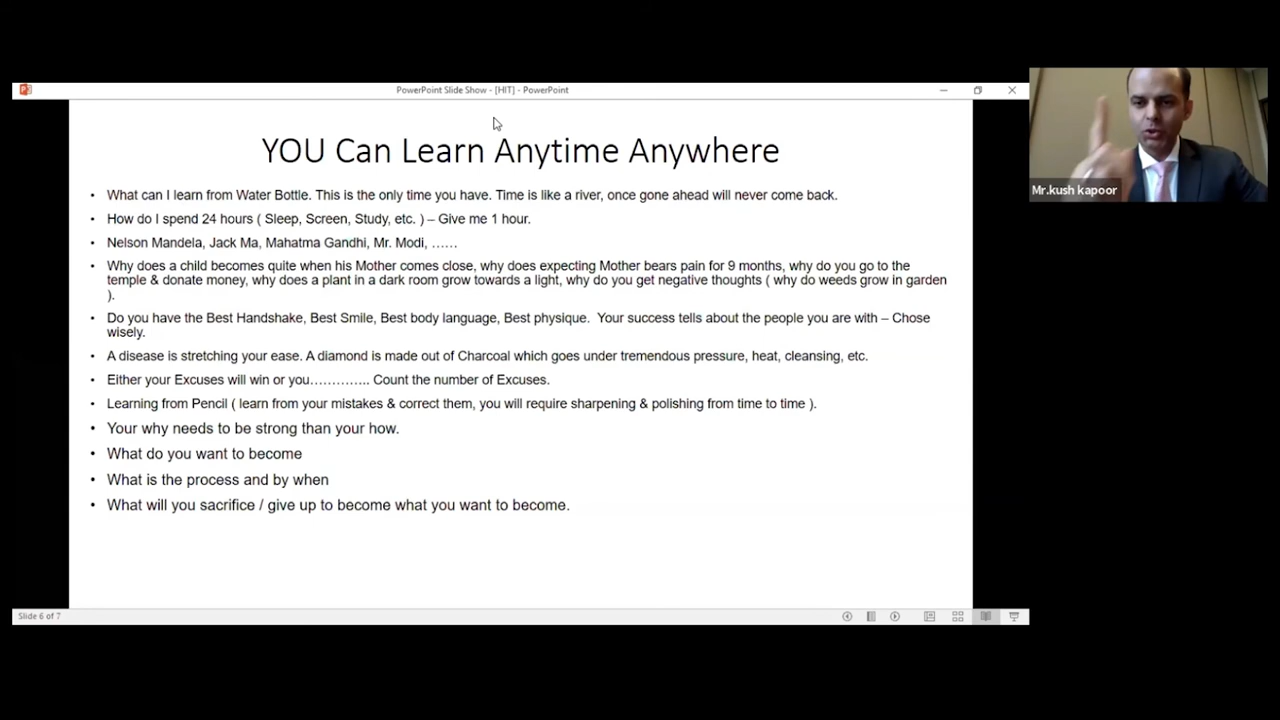 PowerPoint Slide Show - [HIT] - PowerPoint
YOU Can Learn Anytime Anywhere
• What can I learn from Water Bottle. This is the only time you have. Time is like a river, once gone ahead will never come back.
• How do I spend 24 hours ( Sleep, Screen, Study, etc. ) – Give me 1 hour.
• Nelson Mandela, Jack Ma, Mahatma Gandhi, Mr. Modi, ……
• Why does a child becomes quite when his Mother comes close, why does expecting Mother bears pain for 9 months, why do you go to the
temple & donate money, why does a plant in a dark room grow towards a light, why do you get negative thoughts ( why do weeds grow in garden
).
• Do you have the Best Handshake, Best Smile, Best body language, Best physique.  Your success tells about the people you are with – Chose
wisely.
• A disease is stretching your ease. A diamond is made out of Charcoal which goes under tremendous pressure, heat, cleansing, etc.
• Either your Excuses will win or you………….. Count the number of Excuses.
• Learning from Pencil ( learn from your mistakes & correct them, you will require sharpening & polishing from time to time ).
• Your why needs to be strong than your how.
• What do you want to become
• What is the process and by when
• What will you sacrifice / give up to become what you want to become.
Slide 6 of 7
Mr.kush kapoor